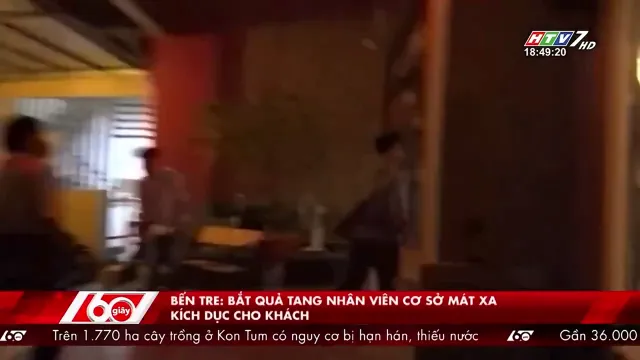 HTV7 HD
18:49:20
60 giây
BẾN TRE: BẮT QUẢ TANG NHÂN VIÊN CƠ SỞ MÁT XA
KÍCH DỤC CHO KHÁCH
60s Trên 1.770 ha cây trồng ở Kon Tum có nguy cơ bị hạn hán, thiếu nước 60s Gần 36.000